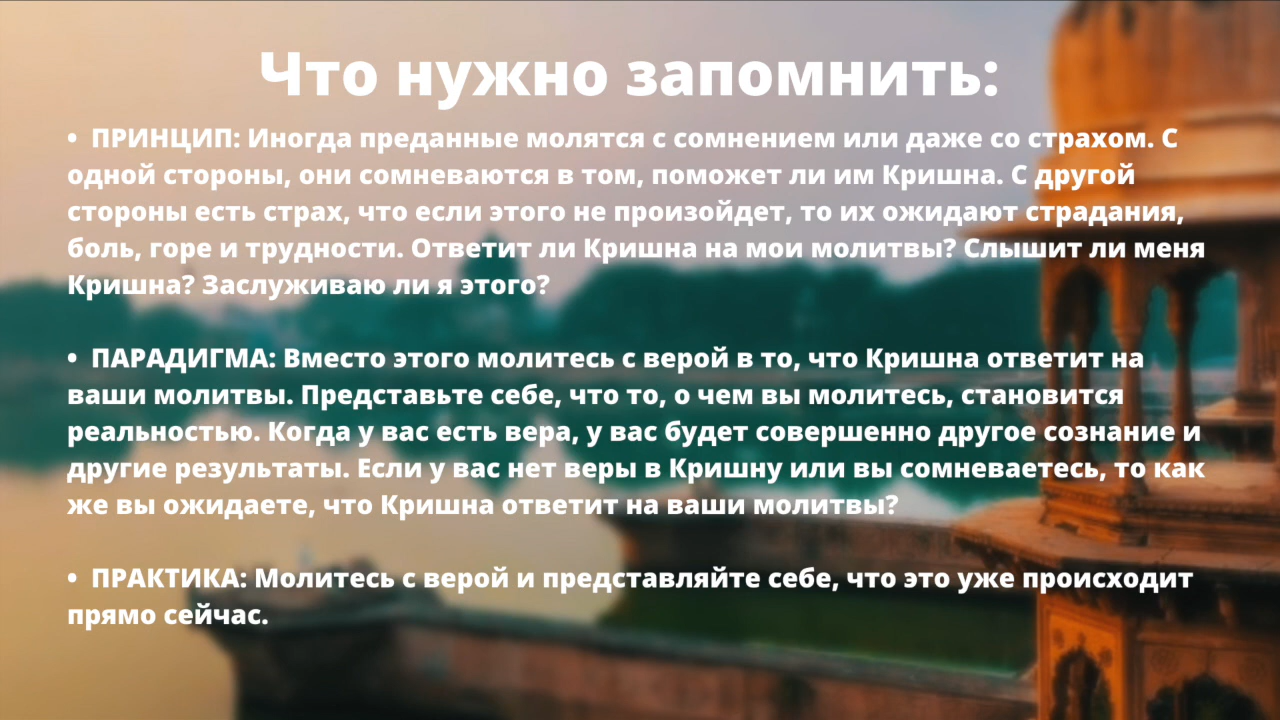 Что нужно запомнить:
• ПРИНЦИП: Иногда преданные молятся с сомнением или даже со страхом. С
одной стороны, они сомневаются в том, поможет ли им Кришна. С другой
стороны есть страх, что если этого не произойдет, то их ожидают страдания,
боль, горе и трудности. Ответит ли Кришна на мои молитвы? Слышит ли меня
Кришна? Заслуживаю ли я этого?
• ПАРАДИГМА: Вместо этого молитесь с верой в то, что Кришна ответит на
ваши молитвы. Представьте себе, что то, о чем вы молитесь, становится
реальностью. Когда у вас есть вера, у вас будет совершенно другое сознание и
другие результаты. Если у вас нет веры в Кришну или вы сомневаетесь, то как
же вы ожидаете, что Кришна ответит на ваши молитвы?
• ПРАКТИКА: Молитесь с верой и представляйте себе, что это уже происходит
прямо сейчас.